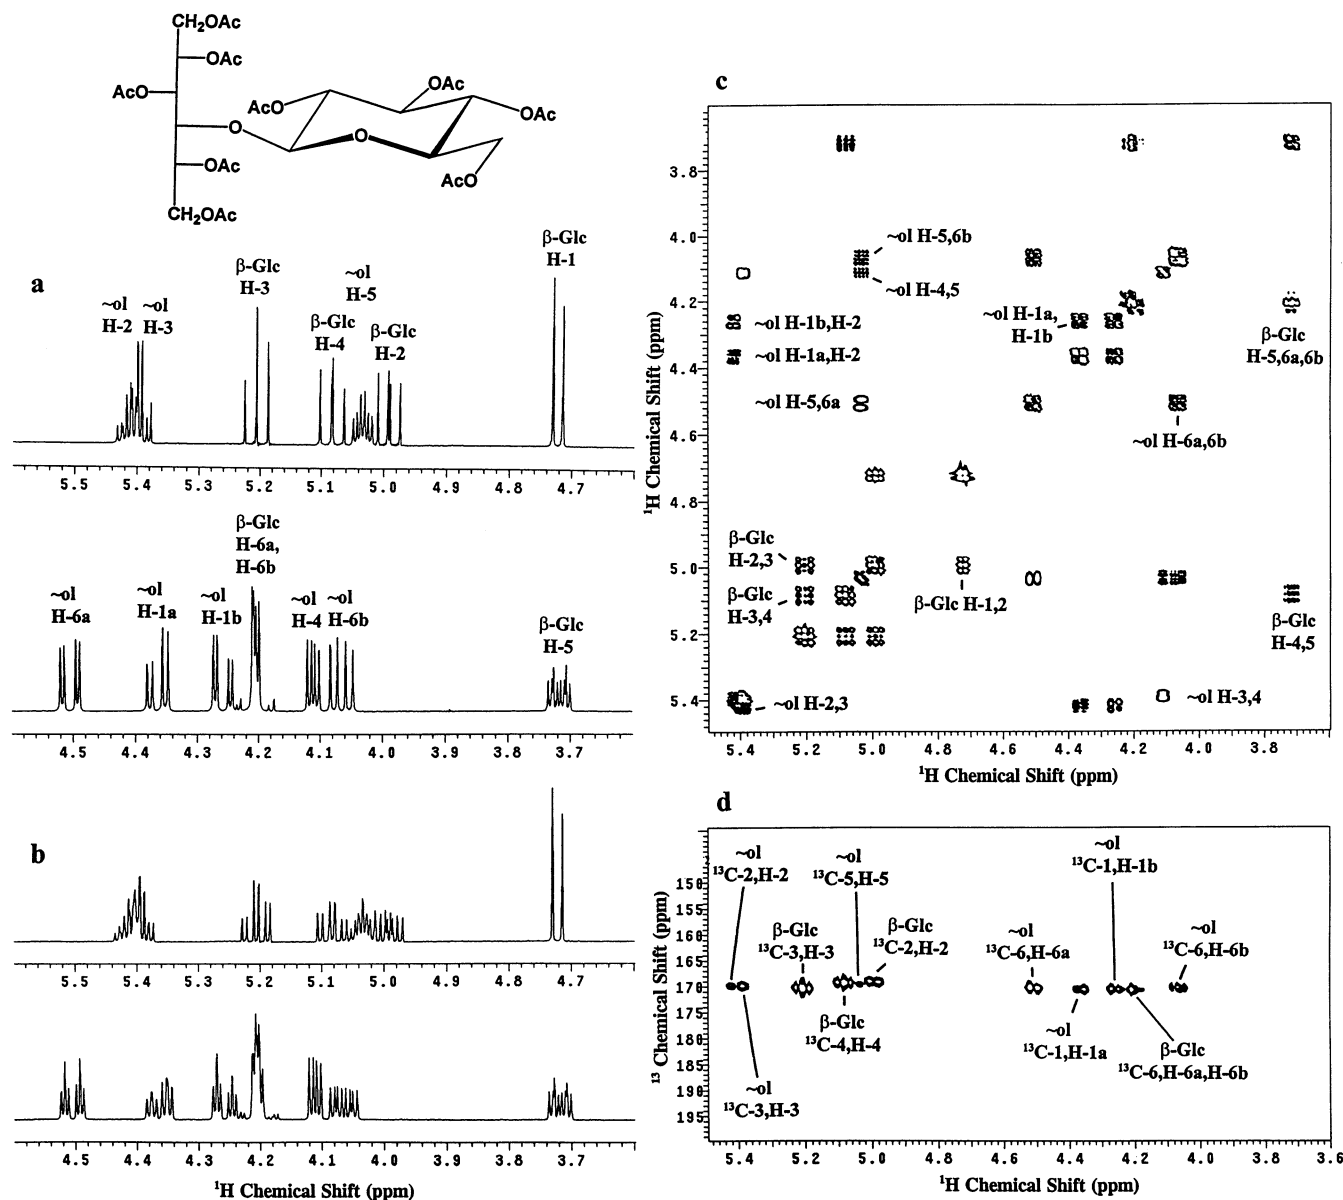 CH₂OAc
OAc
AcO
O
OAc
CH₂OAc
AcO
OAc
OAc
O
AcO
a
~ol
H-2
~ol
H-3
β-Glc
H-3
β-Glc
H-4
~ol
H-5
β-Glc
H-2
β-Glc
H-1
5.5 5.4 5.3 5.2 5.1 5.0 4.9 4.8 4.7
~ol
H-6a
~ol
H-1a
~ol
H-1b
β-Glc
H-6a,
H-6b
~ol
H-4
~ol
H-6b
β-Glc
H-5
4.5 4.4 4.3 4.2 4.1 4.0 3.9 3.8 3.7
b
5.5 5.4 5.3 5.2 5.1 5.0 4.9 4.8 4.7
4.5 4.4 4.3 4.2 4.1 4.0 3.9 3.8 3.7
¹H Chemical Shift (ppm)
c
¹H Chemical Shift (ppm)
3.8
4.0
4.2
4.4
4.6
4.8
5.0
5.2
5.4
~ol H-5,6b
~ol H-4,5
~ol H-1b,H-2
~ol H-1a,H-2
~ol H-5,6a
~ol H-1a,
H-1b
β-Glc
H-5,6a,6b
~ol H-6a,6b
β-Glc
H-2,3
β-Glc
H-3,4
β-Glc H-1,2
β-Glc
H-4,5
~ol H-2,3
~ol H-3,4
5.4 5.2 5.0 4.8 4.6 4.4 4.2 4.0 3.8
¹H Chemical Shift (ppm)
d
¹³ Chemical Shift (ppm)
150
155
160
165
170
175
180
185
190
195
~ol
¹³C-2,H-2
~ol
¹³C-5,H-5
~ol
¹³C-1,H-1b
β-Glc
¹³C-3,H-3
β-Glc
¹³C-2,H-2
~ol
¹³C-6,H-6a
~ol
¹³C-6,H-6b
β-Glc
¹³C-4,H-4
~ol
¹³C-1,H-1a
β-Glc
¹³C-6,H-6a,H-6b
~ol
¹³C-3,H-3
5.4 5.2 5.0 4.8 4.6 4.4 4.2 4.0 3.8 3.6
¹H Chemical Shift (ppm)